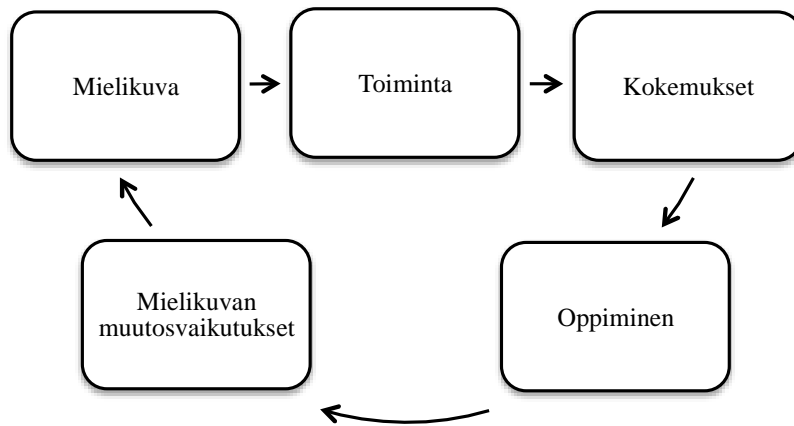 Mielikuva
Toiminta
Kokemukset
Mielikuvan
muutosvaikutukset
Oppiminen